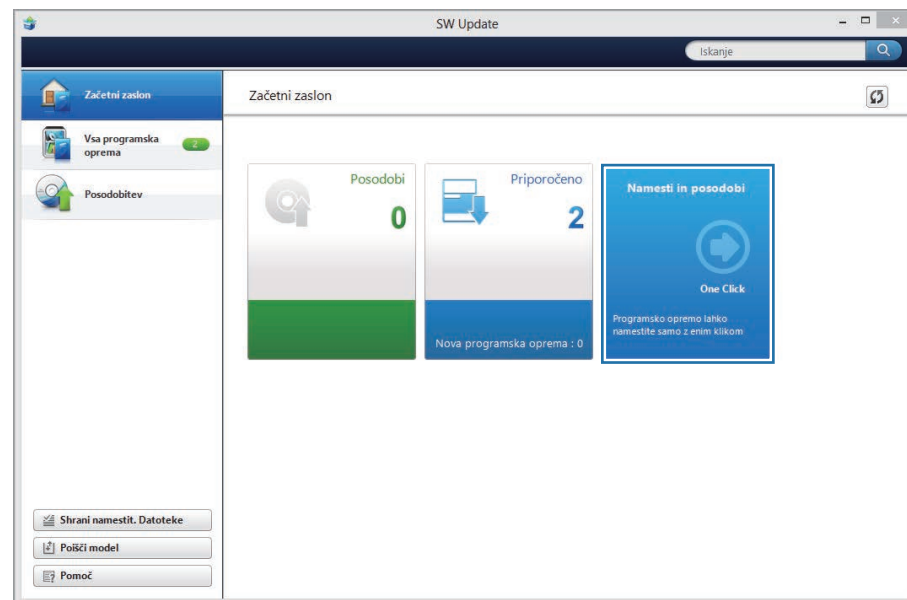 SW Update
Iskanje
Začetni zaslon
Vsa programska
oprema
2
Posodobitev
Začetni zaslon
Posodobi
0
Priporočeno
2
Nova programska oprema : 0
Namesti in posodobi
One Click
Programsko opremo lahko
namestite samo z enim klikom
Shrani namestit. Datoteke
Poišči model
Pomoč